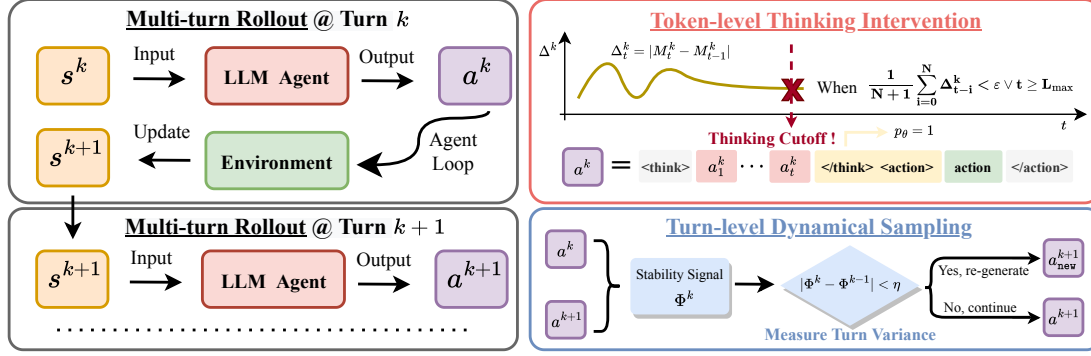 Multi-turn Rollout @ Turn k
s^k
Input
LLM Agent
Output
a^k
s^{k+1}
Update
Environment
Agent
Loop
Multi-turn Rollout @ Turn k + 1
s^{k+1}
Input
LLM Agent
Output
a^{k+1}
Token-level Thinking Intervention
Δ^k
Δ_t^k = |M_t^k − M_{t−1}^k|
When 1/(N+1) ∑_{i=0}^{N} Δ_{t−i}^k < ε ∨ t ≥ L_max
t
Thinking Cutoff !
p_θ = 1
a^k = <think> a_1^k ··· a_t^k </think> <action> action </action>
Turn-level Dynamical Sampling
a^k
a^{k+1}
Stability Signal
Φ^k
|Φ^k − Φ^{k−1}| < η
Measure Turn Variance
Yes, re-generate
a_new^{k+1}
No, continue
a^{k+1}